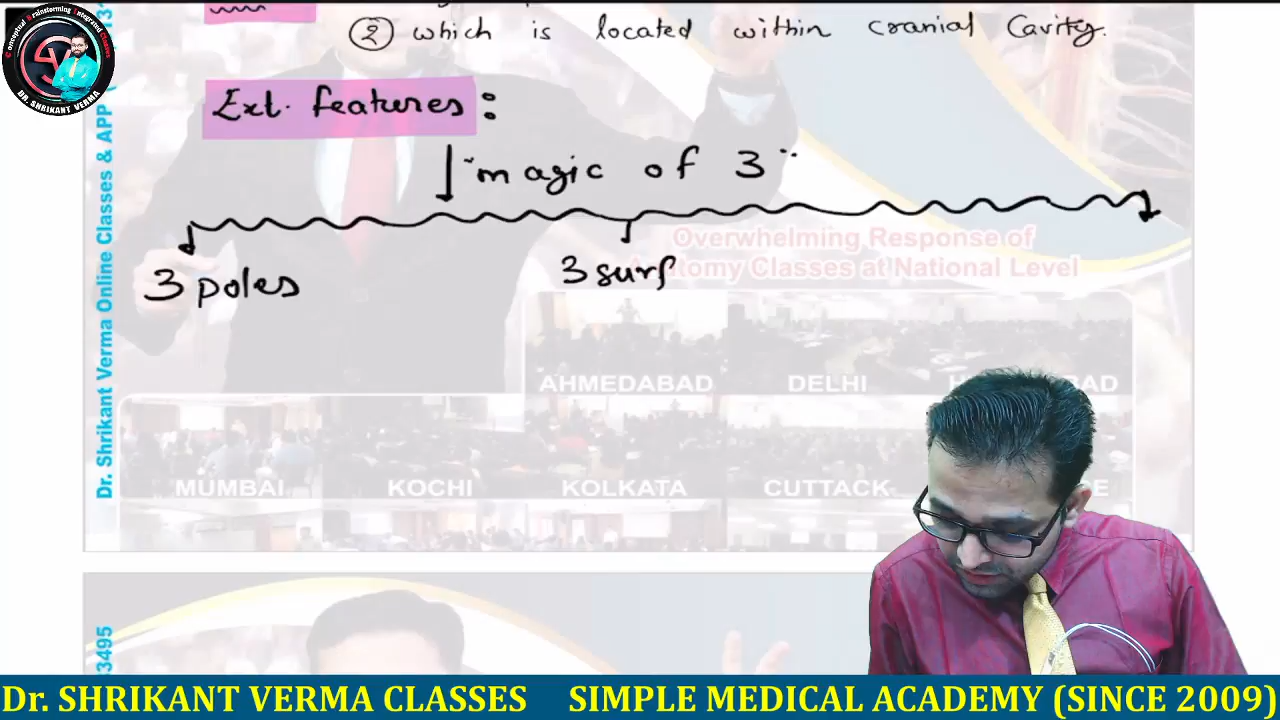 ② which is located within cranial Cavity.
Ext. features :
"magic of 3"
3 poles
3 surf
Overwhelming Response of
Anatomy Classes at National Level
AHMEDABAD DELHI
MUMBAI KOCHI KOLKATA CUTTACK
Dr. Shrikant Verma Online Classes & APP
3495
DR. SHRIKANT VERMA
Dr. SHRIKANT VERMA CLASSES SIMPLE MEDICAL ACADEMY (SINCE 2009)